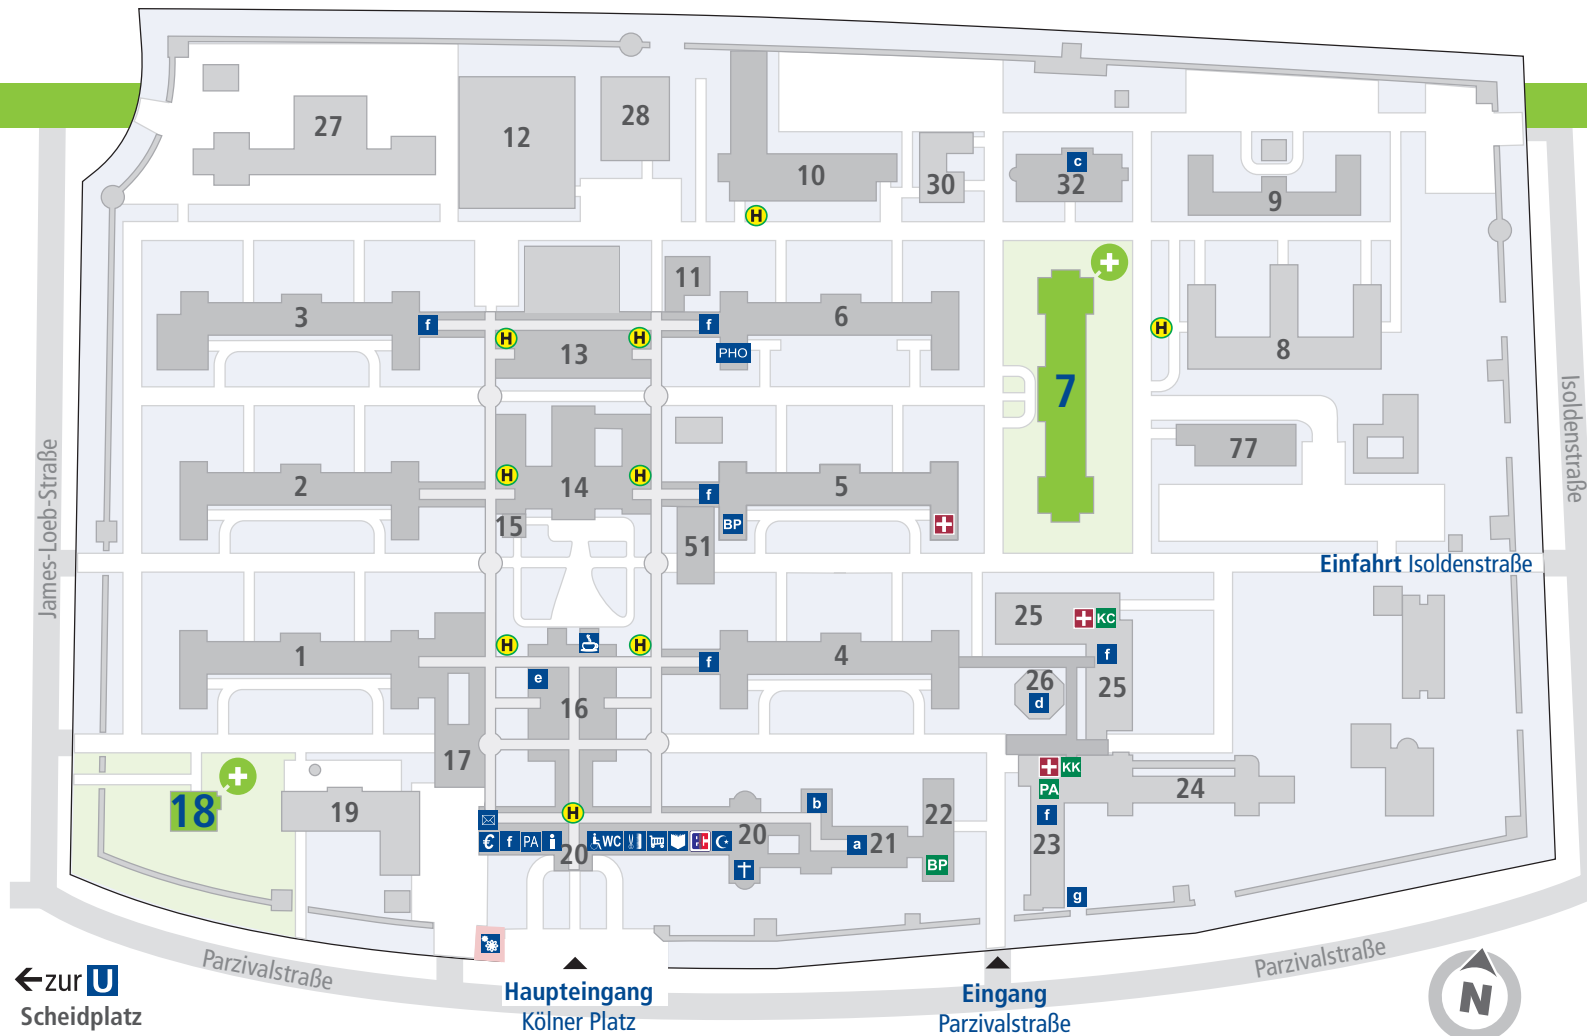 27
12
28
10
30
c
32
9
H
3
f
H
13
H
11
f
6
PHO
7
H
8
2
H
14
H
15
f
5
BP
51
77
James-Loeb-Straße
Isoldenstraße
Einfahrt Isoldenstraße
1
H
H
e
16
f
4
25
KC
f
25
26
d
17
18
19
H
€ f PA i
WC
20
20
b
a
21
22
BP
KK
PA
f
23
24
g
Parzivalstraße
Parzivalstraße
zur U
Scheidplatz
Haupteingang
Kölner Platz
Eingang
Parzivalstraße
N